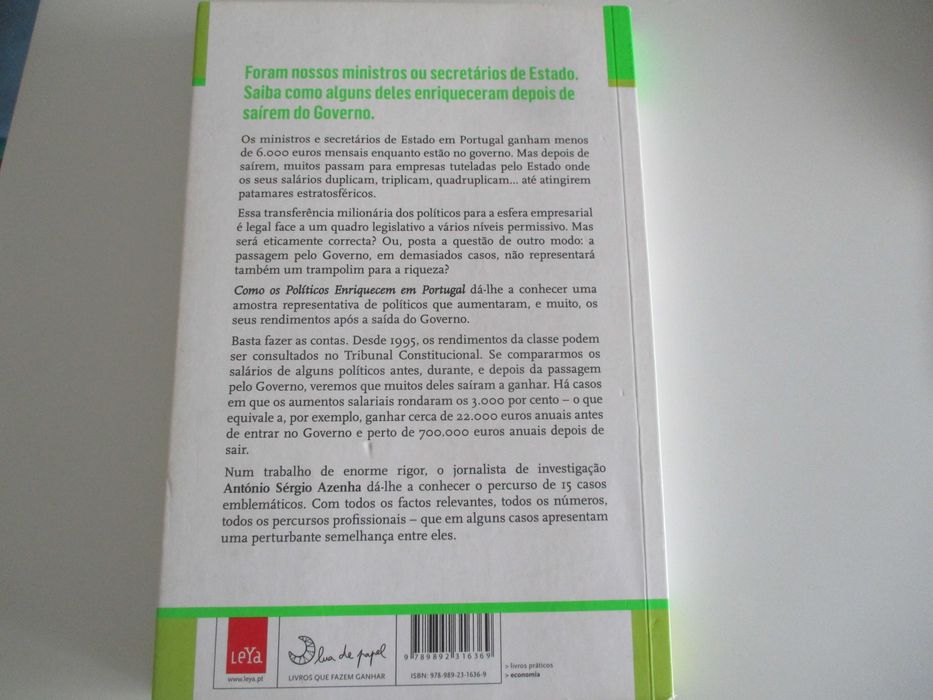 Foram nossos ministros ou secretários de Estado.
Saiba como alguns deles enriqueceram depois de
saírem do Governo.
Os ministros e secretários de Estado em Portugal ganham menos
de 6.000 euros mensais enquanto estão no governo. Mas depois de
saírem, muitos passam para empresas tuteladas pelo Estado onde
os seus salários duplicam, triplicam, quadruplicam... até atingirem
patamares estratosféricos.
Essa transferência milionária dos políticos para a esfera empresarial
é legal face a um quadro legislativo a vários níveis permissivo. Mas
será eticamente correcta? Ou, posta a questão de outro modo: a
passagem pelo Governo, em demasiados casos, não representará
também um trampolim para a riqueza?
Como os Políticos Enriquecem em Portugal dá-lhe a conhecer uma
amostra representativa de políticos que aumentaram, e muito, os
seus rendimentos após a saída do Governo.
Basta fazer as contas. Desde 1995, os rendimentos da classe podem
ser consultados no Tribunal Constitucional. Se compararmos os
salários de alguns políticos antes, durante, e depois da passagem
pelo Governo, veremos que muitos deles saíram a ganhar. Há casos
em que os aumentos salariais rondaram os 3.000 por cento – o que
equivale a, por exemplo, ganhar cerca de 22.000 euros anuais antes
de entrar no Governo e perto de 700.000 euros anuais depois de
sair.
Num trabalho de enorme rigor, o jornalista de investigação
António Sérgio Azenha dá-lhe a conhecer o percurso de 15 casos
emblemáticos. Com todos os factos relevantes, todos os números,
todos os percursos profissionais – que em alguns casos apresentam
uma perturbante semelhança entre eles.
LeYa
www.leya.pt
lua de papel
LIVROS QUE FAZEM GANHAR
9 789892 316369
ISBN: 978-989-23-1636-9
> livros práticos
> economia